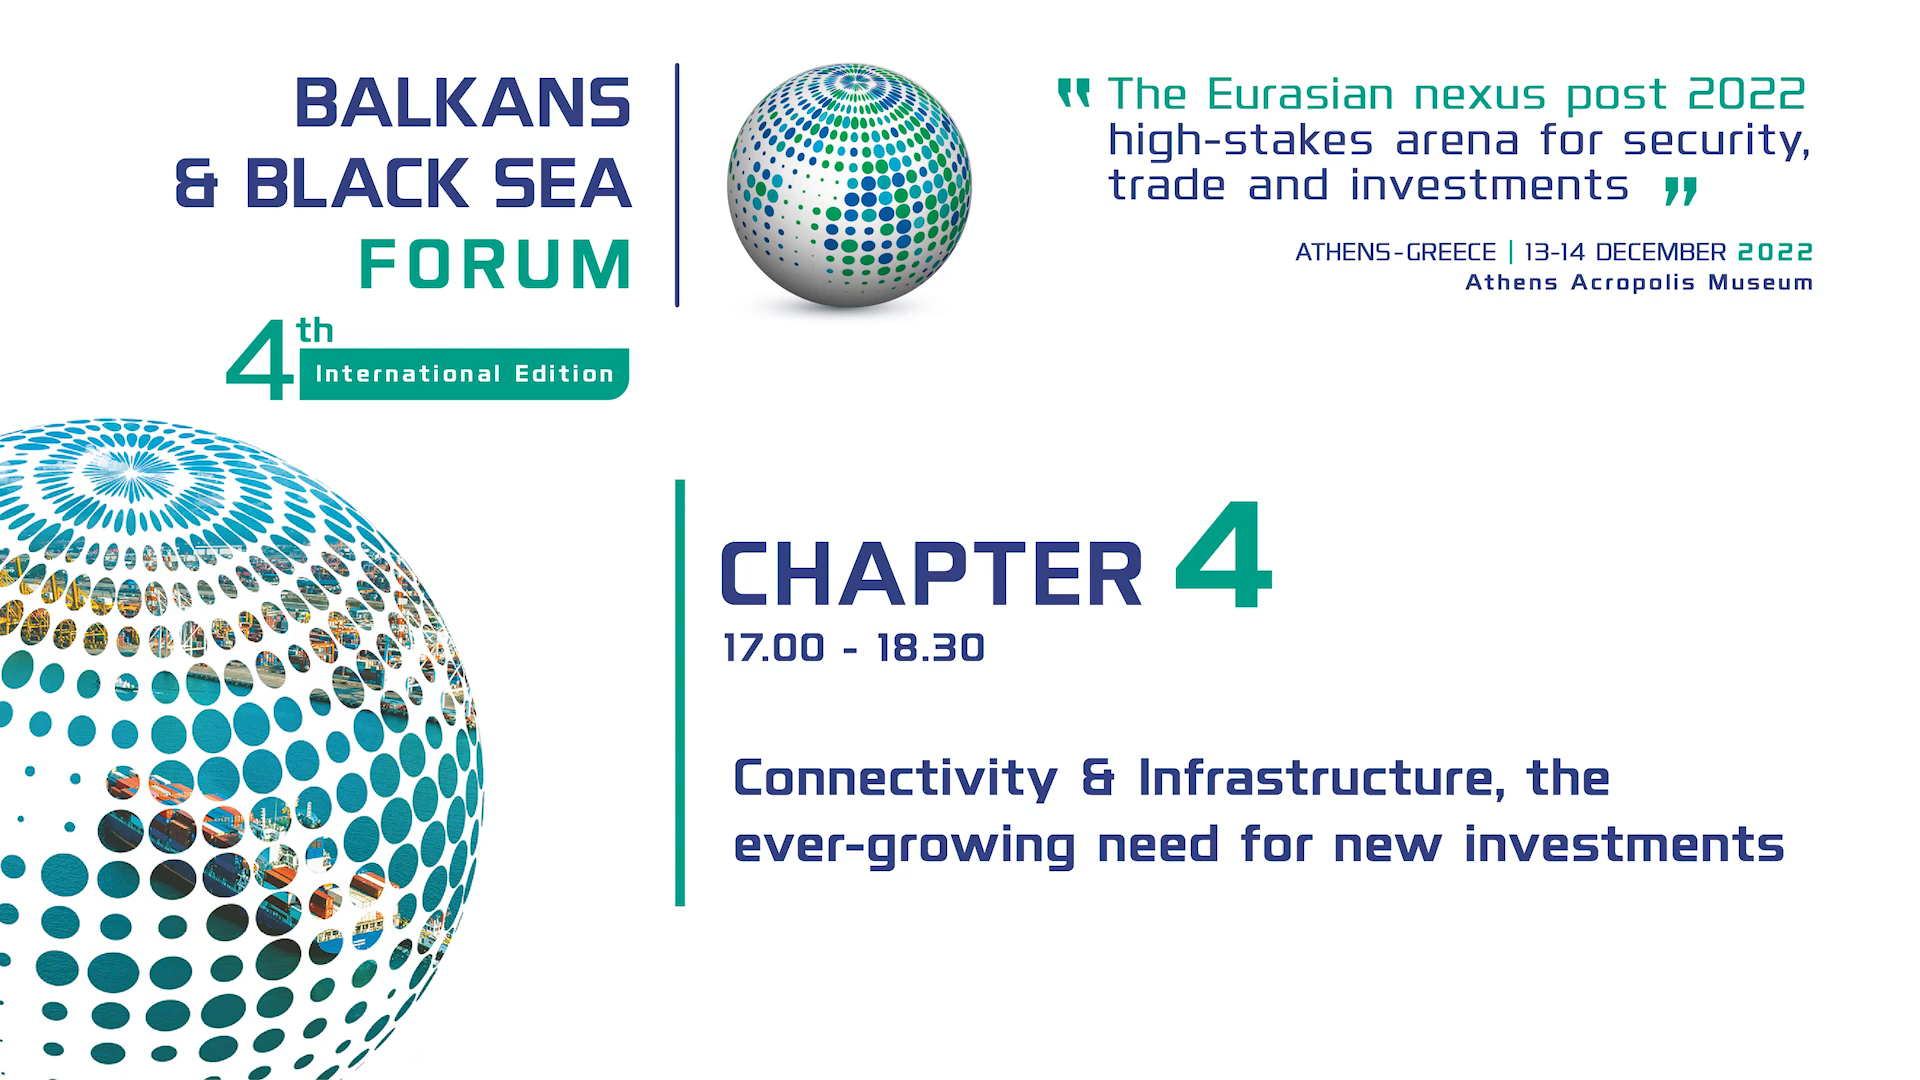 BALKANS
& BLACK SEA
FORUM
4th
International Edition
"The Eurasian nexus post 2022
high-stakes arena for security,
trade and investments"
ATHENS-GREECE | 13-14 DECEMBER 2022
Athens Acropolis Museum
CHAPTER 4
17.00 - 18.30
Connectivity & Infrastructure, the
ever-growing need for new investments